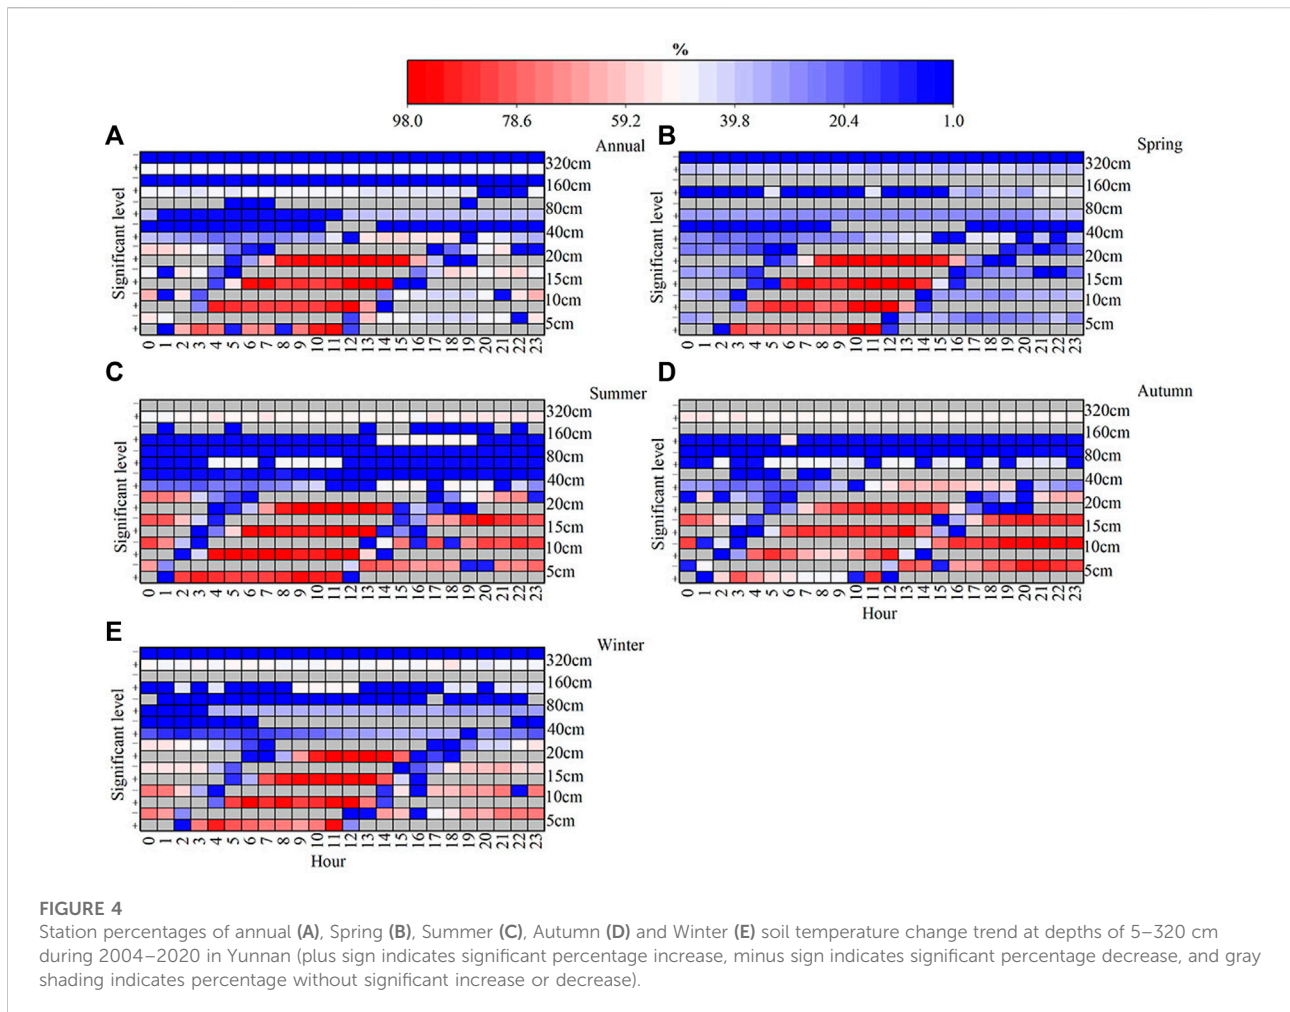 %
98.0 78.6 59.2 39.8 20.4 1.0
A Annual
Significant level
− + − + − + − + − + − + − + − +
320cm
160cm
80cm
40cm
20cm
15cm
10cm
5cm
0 1 2 3 4 5 6 7 8 9 10 11 12 13 14 15 16 17 18 19 20 21 22 23
B Spring
Significant level
− + − + − + − + − + − + − + − +
320cm
160cm
80cm
40cm
20cm
15cm
10cm
5cm
0 1 2 3 4 5 6 7 8 9 10 11 12 13 14 15 16 17 18 19 20 21 22 23
C Summer
Significant level
− + − + − + − + − + − + − + − +
320cm
160cm
80cm
40cm
20cm
15cm
10cm
5cm
0 1 2 3 4 5 6 7 8 9 10 11 12 13 14 15 16 17 18 19 20 21 22 23
D Autumn
Significant level
− + − + − + − + − + − + − + − +
320cm
160cm
80cm
40cm
20cm
15cm
10cm
5cm
0 1 2 3 4 5 6 7 8 9 10 11 12 13 14 15 16 17 18 19 20 21 22 23
Hour
E Winter
Significant level
− + − + − + − + − + − + − + − +
320cm
160cm
80cm
40cm
20cm
15cm
10cm
5cm
0 1 2 3 4 5 6 7 8 9 10 11 12 13 14 15 16 17 18 19 20 21 22 23
Hour
FIGURE 4
Station percentages of annual (A), Spring (B), Summer (C), Autumn (D) and Winter (E) soil temperature change trend at depths of 5–320 cm
during 2004–2020 in Yunnan (plus sign indicates significant percentage increase, minus sign indicates significant percentage decrease, and gray
shading indicates percentage without significant increase or decrease).